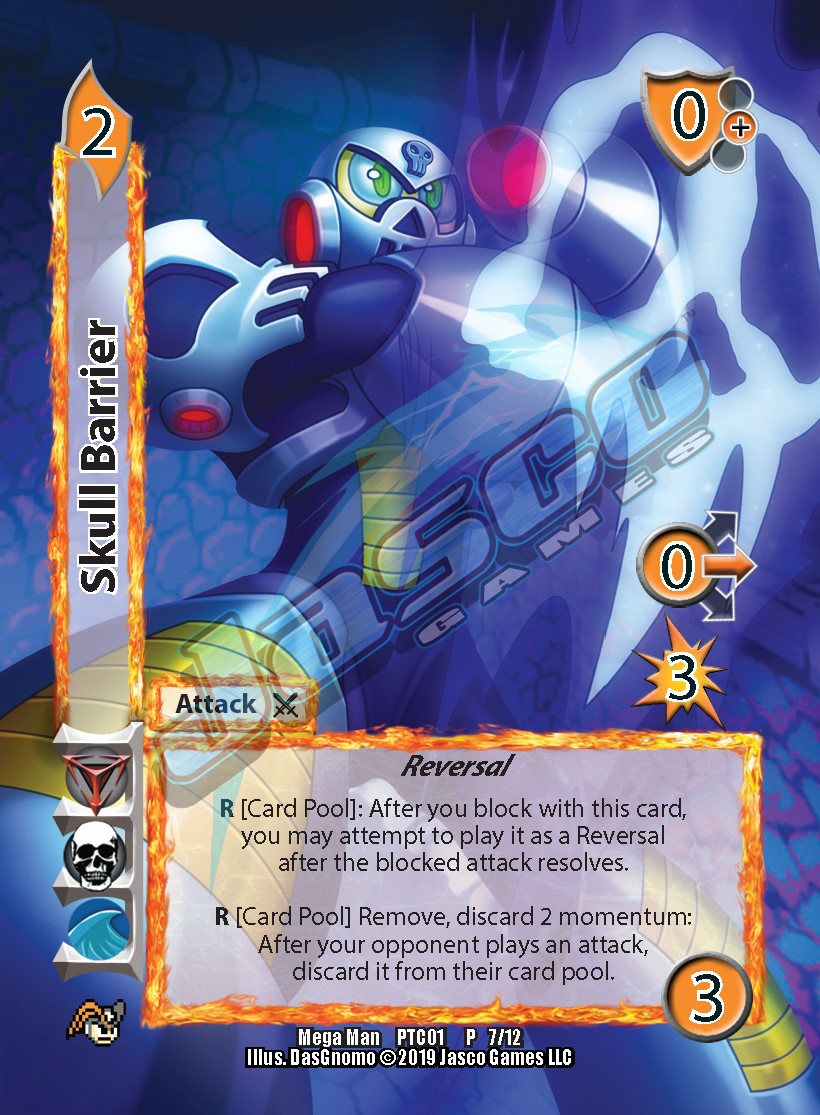 2
0
+
Skull Barrier
JASCO
GAMES
TM
0
3
Attack
Reversal
R [Card Pool]: After you block with this card,
you may attempt to play it as a Reversal
after the blocked attack resolves.
R [Card Pool] Remove, discard 2 momentum:
After your opponent plays an attack,
discard it from their card pool.
3
Mega Man PTC01 P 7/12
Illus. DasGnomo ©2019 Jasco Games LLC